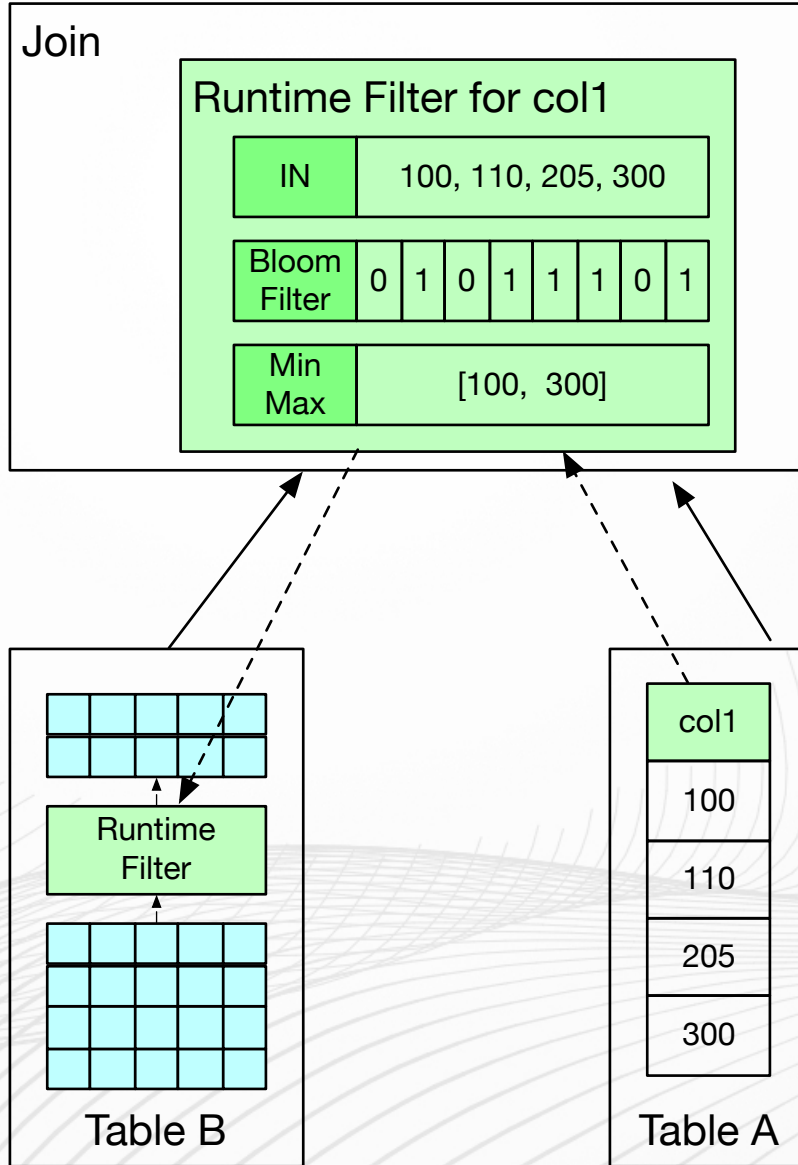 Join
Runtime Filter for col1
IN
100, 110, 205, 300
Bloom
Filter
0 1 0 1 1 1 0 1
Min
Max
[100, 300]
Runtime
Filter
Table B
col1
100
110
205
300
Table A